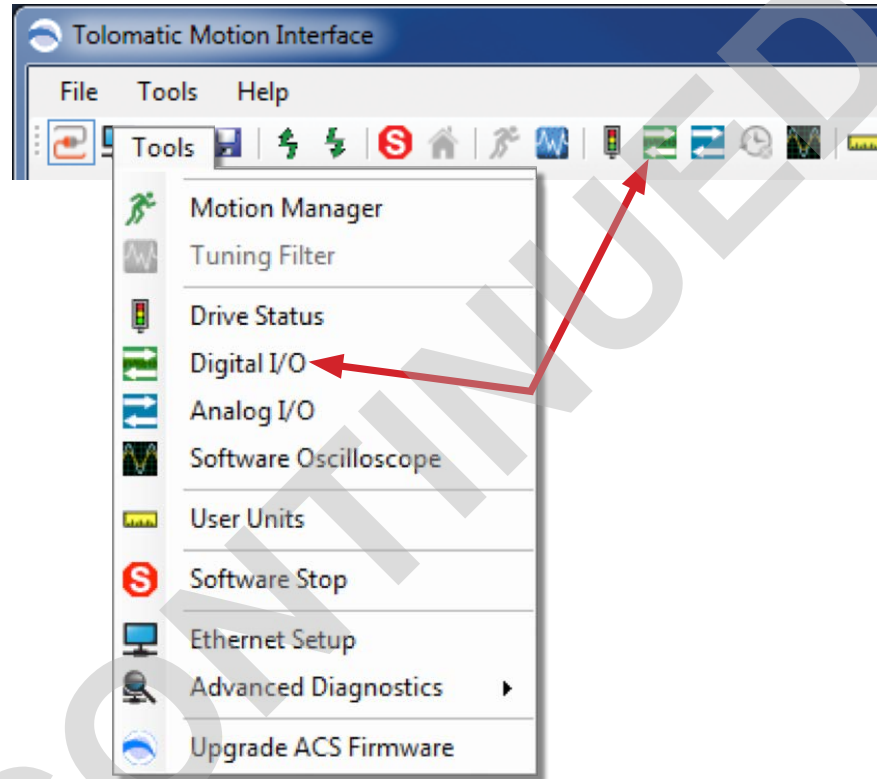 Tolomatic Motion Interface
File Tools Help
Tools
Motion Manager
Tuning Filter
Drive Status
Digital I/O
Analog I/O
Software Oscilloscope
User Units
Software Stop
Ethernet Setup
Advanced Diagnostics
Upgrade ACS Firmware
CONTINUED